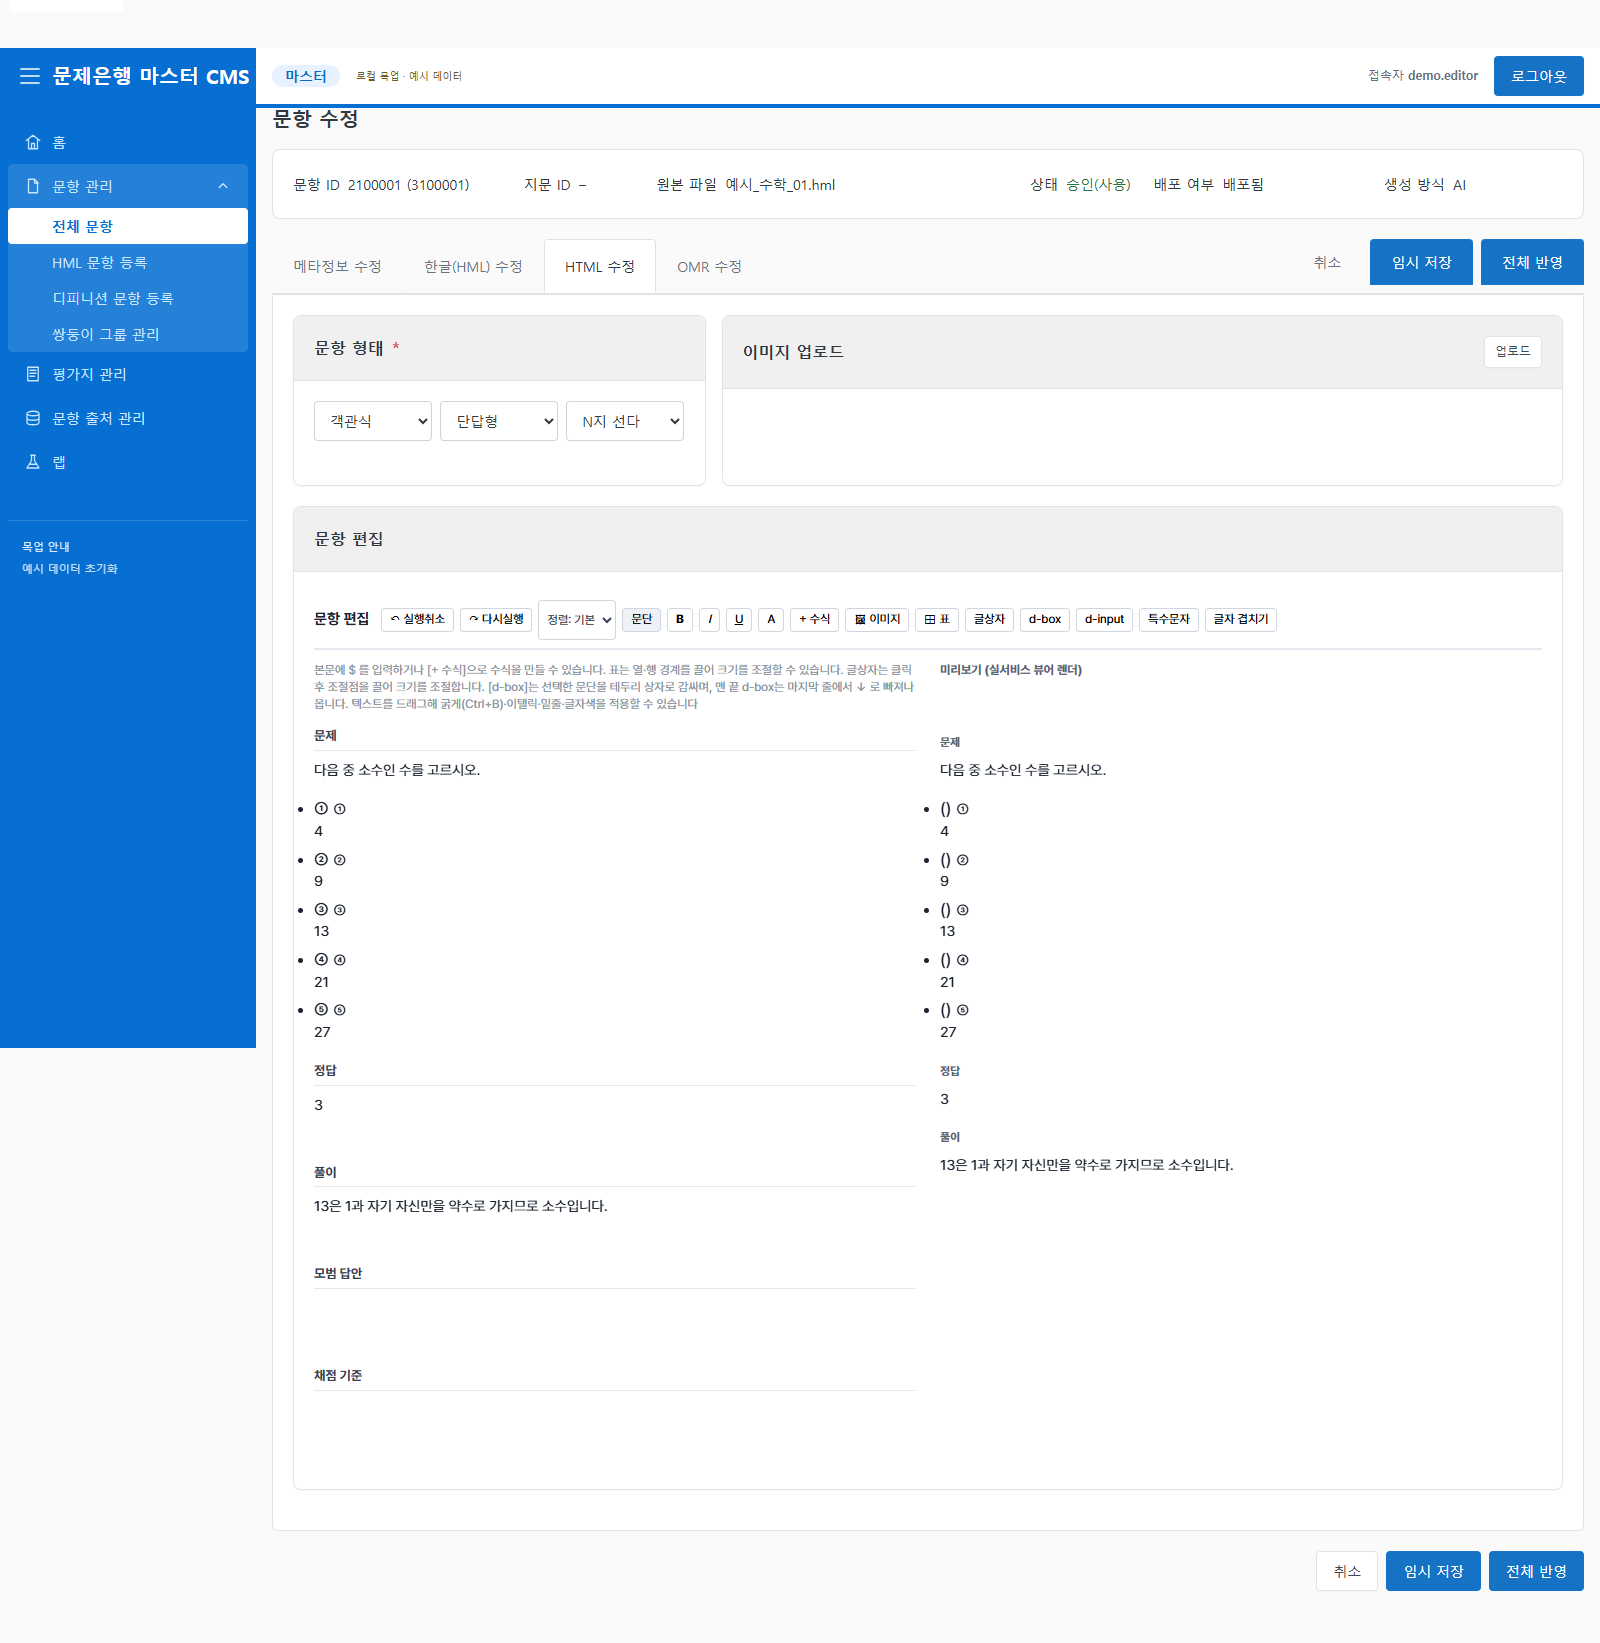 문제은행 마스터 CMS
마스터
로컬 목업 · 예시 데이터
접속자 demo.editor
로그아웃
홈
문항 관리
전체 문항
HML 문항 등록
디피니션 문항 등록
쌍둥이 그룹 관리
평가지 관리
문항 출처 관리
랩
목업 안내
예시 데이터 초기화
문항 수정
문항 ID 2100001 (3100001)
지문 ID –
원본 파일 예시_수학_01.hml
상태 승인(사용)
배포 여부 배포됨
생성 방식 AI
메타정보 수정
한글(HML) 수정
HTML 수정
OMR 수정
취소
임시 저장
전체 반영
문항 형태 *
객관식
단답형
N지 선다
이미지 업로드
업로드
문항 편집
문항 편집
↶ 실행취소
↷ 다시실행
정렬: 기본
문단
B
I
U
A
+ 수식
이미지
표
글상자
d-box
d-input
특수문자
글자 겹치기
본문에 $ 를 입력하거나 [+ 수식]으로 수식을 만들 수 있습니다. 표는 열·행 경계를 끌어 크기를 조절할 수 있습니다. 글상자는 클릭
후 조절점을 끌어 크기를 조절합니다. [d-box]는 선택한 문단을 테두리 상자로 감싸며, 맨 끝 d-box는 마지막 줄에서 ↓ 로 빠져나
옵니다. 텍스트를 드래그해 굵게(Ctrl+B)·이탤릭·밑줄·글자색을 적용할 수 있습니다
문제
다음 중 소수인 수를 고르시오.
• ① ①
4
• ② ②
9
• ③ ③
13
• ④ ④
21
• ⑤ ⑤
27
정답
3
풀이
13은 1과 자기 자신만을 약수로 가지므로 소수입니다.
모범 답안
채점 기준
미리보기 (실서비스 뷰어 렌더)
문제
다음 중 소수인 수를 고르시오.
• () ①
4
• () ②
9
• () ③
13
• () ④
21
• () ⑤
27
정답
3
풀이
13은 1과 자기 자신만을 약수로 가지므로 소수입니다.
취소
임시 저장
전체 반영